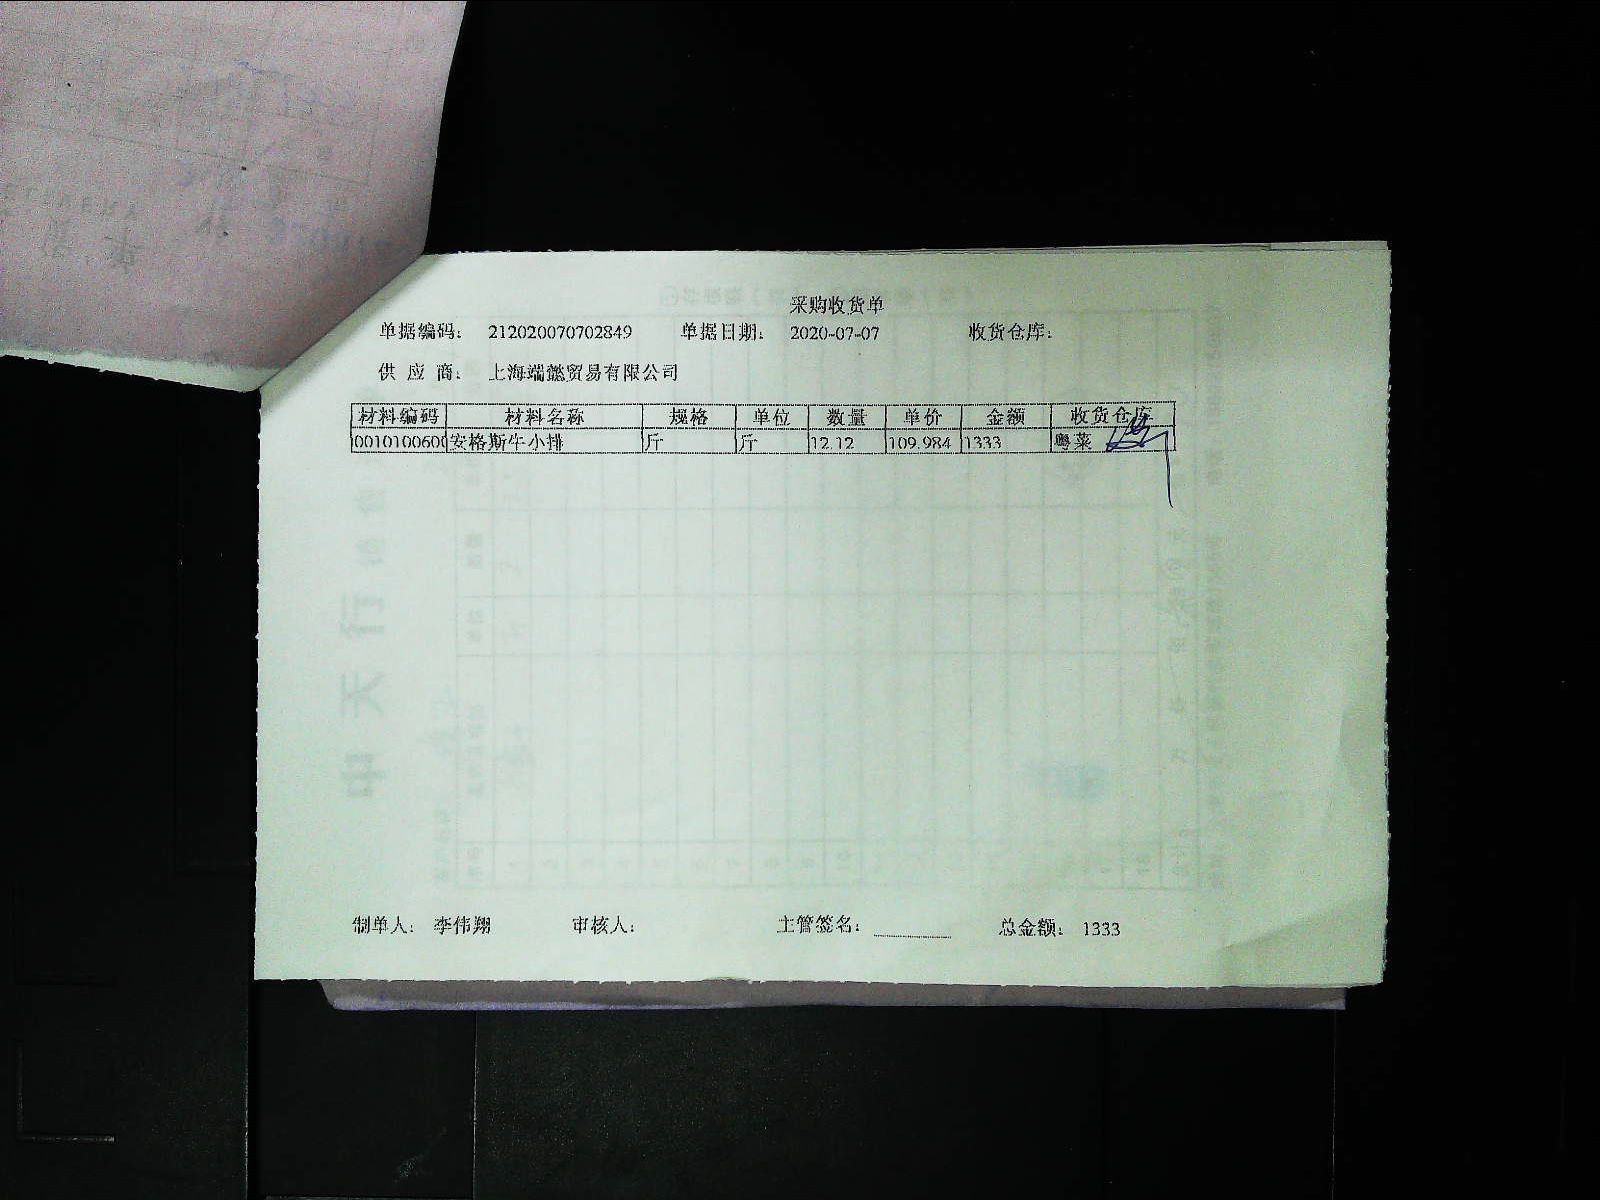 采购收货单
单据编码： 212020070702849 单据日期： 2020-07-07 收货仓库：
供 应 商： 上海端懿贸易有限公司
材料编码 材料名称 规格 单位 数量 单价 金额 收货仓库
0010100600 安格斯牛小排 斤 斤 12.12 109.984 1333 粤菜
制单人： 李伟翔 审核人： 主管签名： 总金额： 1333